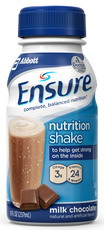 Abbott
Ensure
complete, balanced nutrition
nutrition
shake
to help get strong
on the inside
3g
24
milk chocolate
natural and artificial flavor